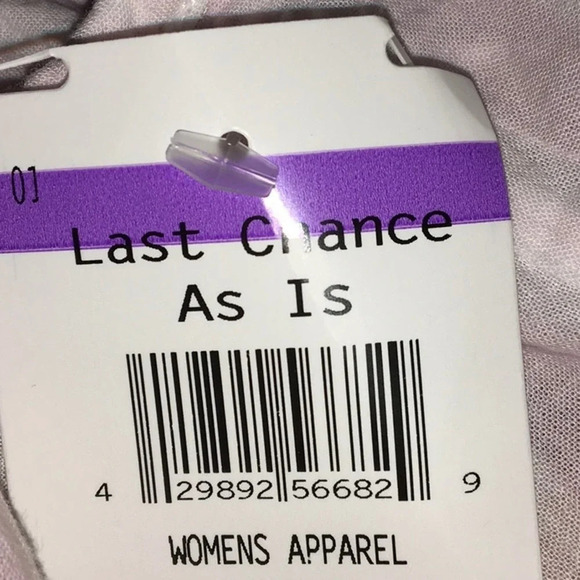 01
Last Chance
As Is
4 29892 56682 9
WOMENS APPAREL